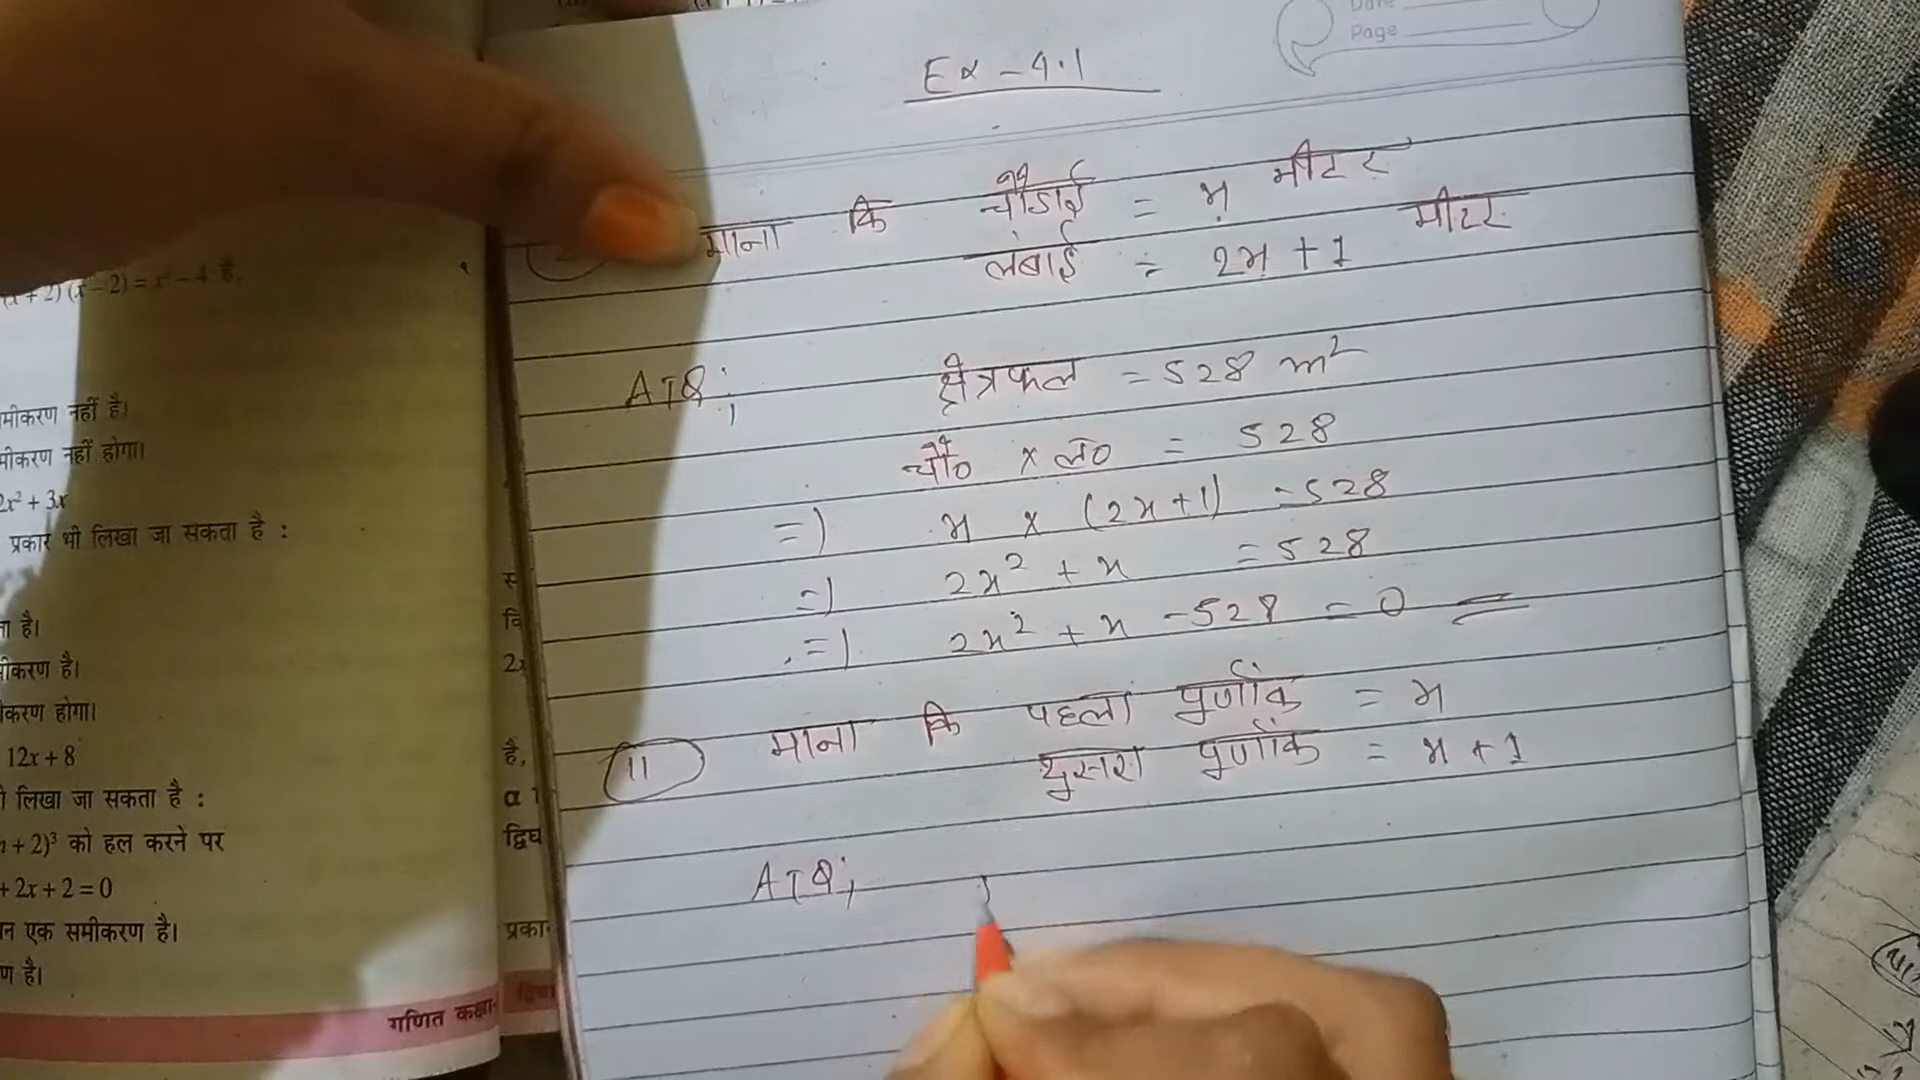 Date
Page
Ex - 4.1
माना कि चौडाई = x मीटर
लंबाई = 2x + 1 मीटर
ATQ; क्षेत्रफल = 528 m²
चौ० × लं० = 528
=) x × (2x+1) = 528
=) 2x² + x = 528
=) 2x² + x - 528 = 0
11 माना कि पहला पुर्णांक = x
दुसरा पुर्णांक = x + 1
ATQ;
(x + 2) (x - 2) = x² - 4 है,
मीकरण नहीं है।
मीकरण नहीं होगा।
2x² + 3x
प्रकार भी लिखा जा सकता है :
ता है।
मीकरण है।
करण होगा।
12x + 8
लिखा जा सकता है :
+ 2)³ को हल करने पर
+ 2x + 2 = 0
न एक समीकरण है।
ण है।
गणित कक्षा-
वि
है,
α
द्विघ
प्रका